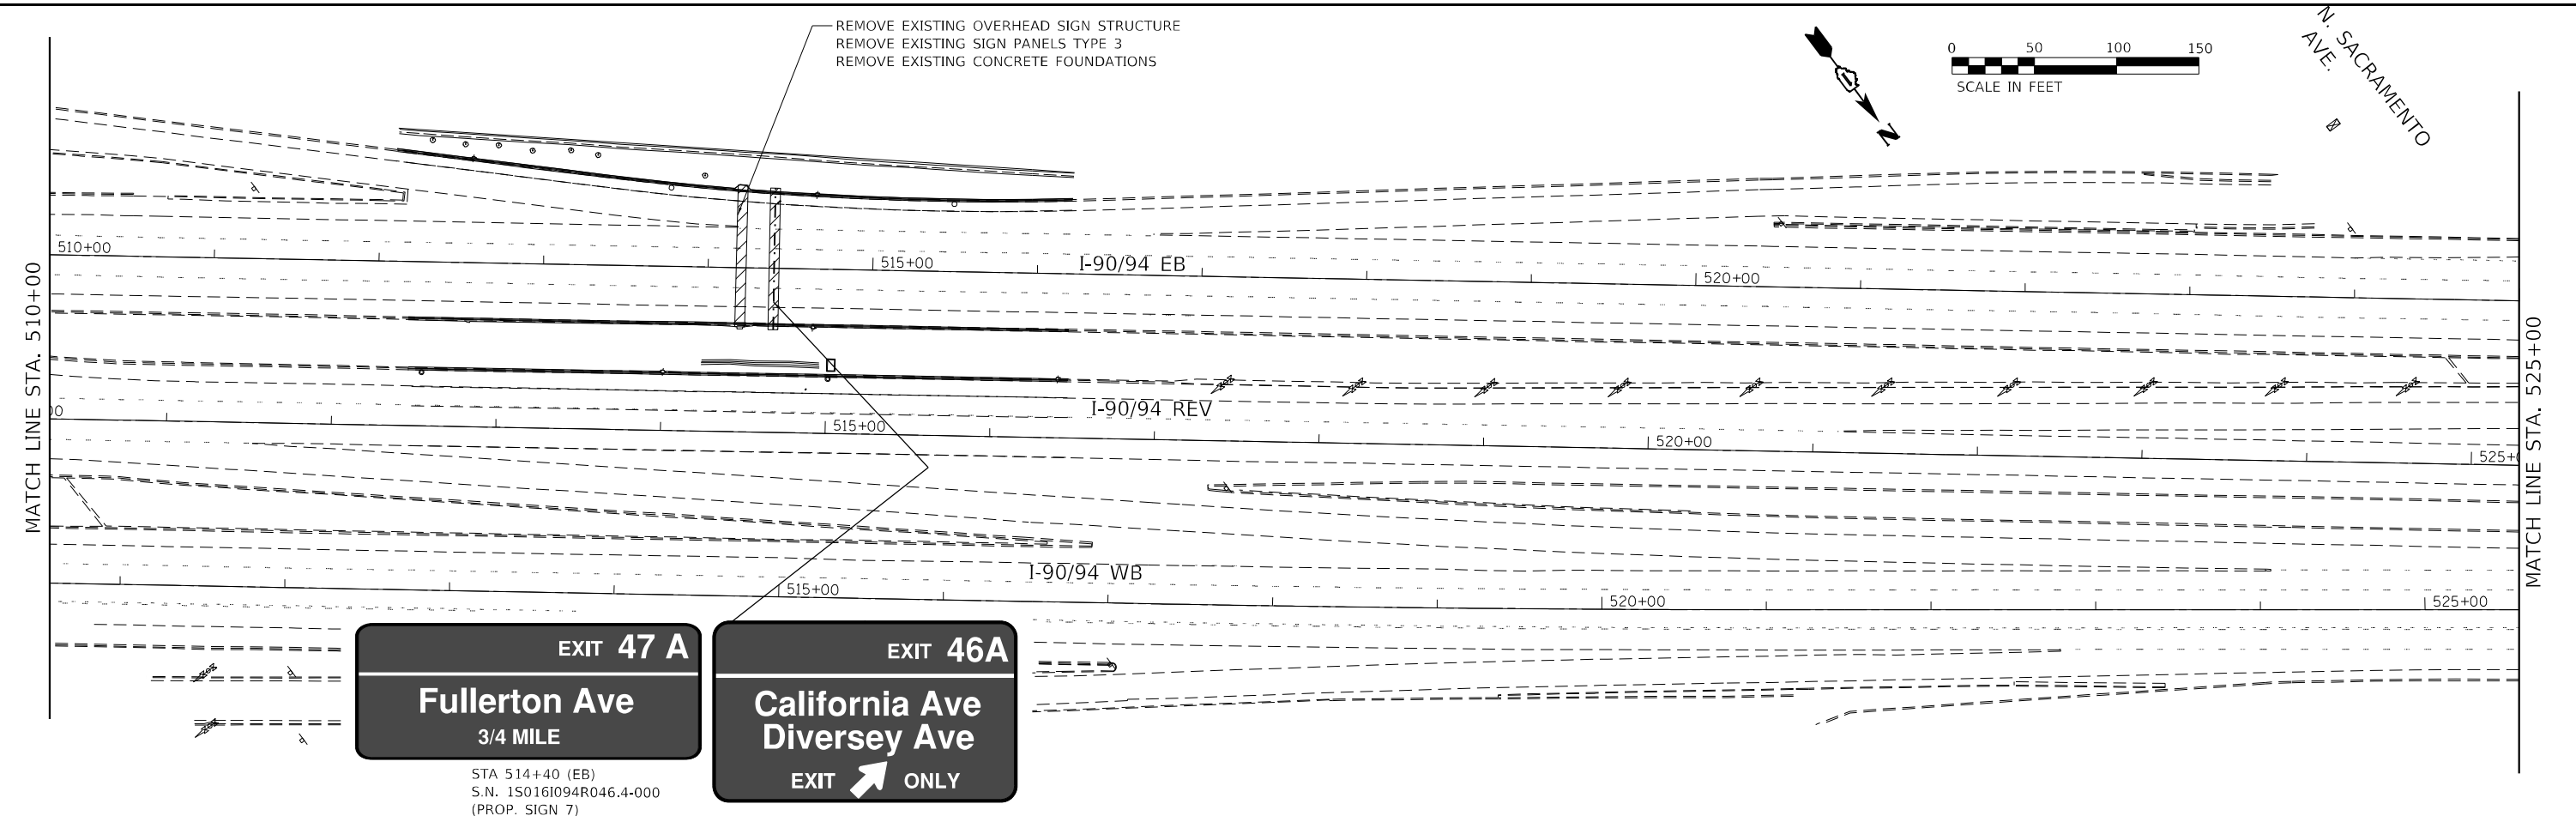 REMOVE EXISTING OVERHEAD SIGN STRUCTURE
REMOVE EXISTING SIGN PANELS TYPE 3
REMOVE EXISTING CONCRETE FOUNDATIONS
N
0 50 100 150
SCALE IN FEET
N. SACRAMENTO
AVE.
MATCH LINE STA. 510+00
510+00
515+00
I-90/94 EB
520+00
MATCH LINE STA. 525+00
00
515+00
I-90/94 REV
520+00
525+0
515+00
I-90/94 WB
520+00
525+00
EXIT 47 A
Fullerton Ave
3/4 MILE
EXIT 46A
California Ave
Diversey Ave
EXIT ONLY
STA 514+40 (EB)
S.N. 1S016I094R046.4-000
(PROP. SIGN 7)